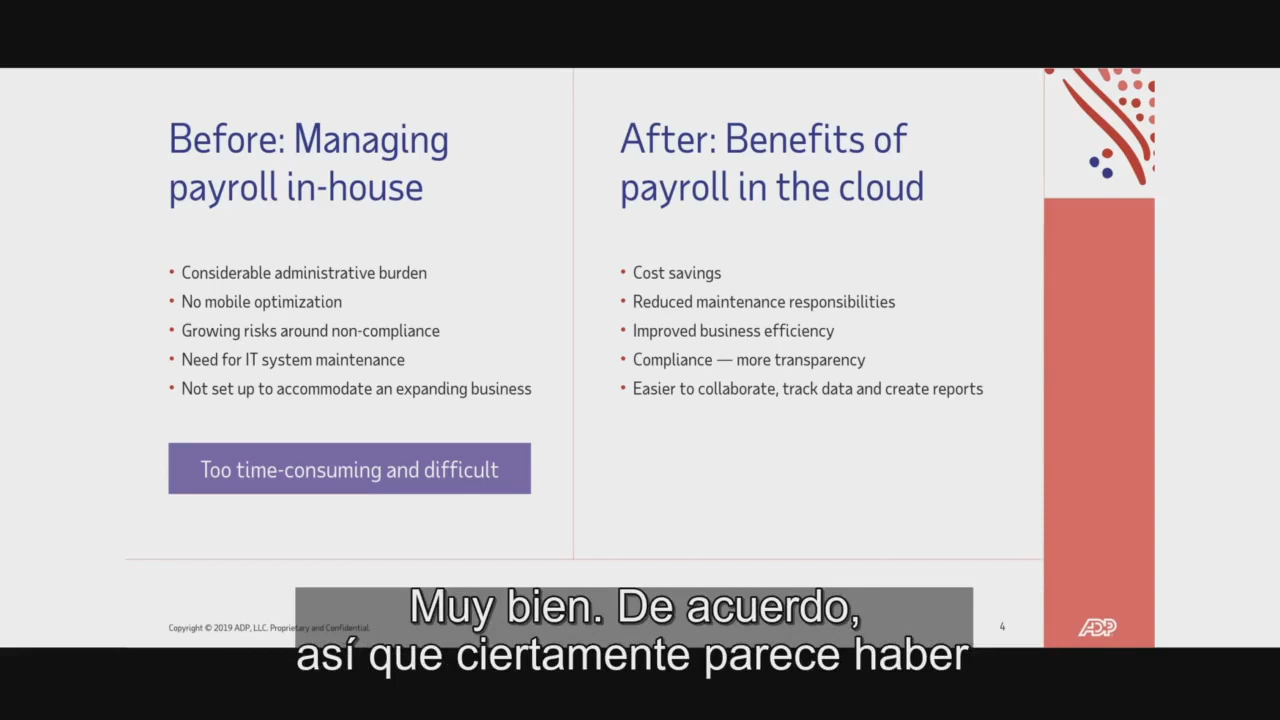 Before: Managing
payroll in-house
• Considerable administrative burden
• No mobile optimization
• Growing risks around non-compliance
• Need for IT system maintenance
• Not set up to accommodate an expanding business
Too time-consuming and difficult
After: Benefits of
payroll in the cloud
• Cost savings
• Reduced maintenance responsibilities
• Improved business efficiency
• Compliance — more transparency
• Easier to collaborate, track data and create reports
Copyright © 2019 ADP, LLC. Proprietary and Confidential.
4
ADP
Muy bien. De acuerdo,
así que ciertamente parece haber